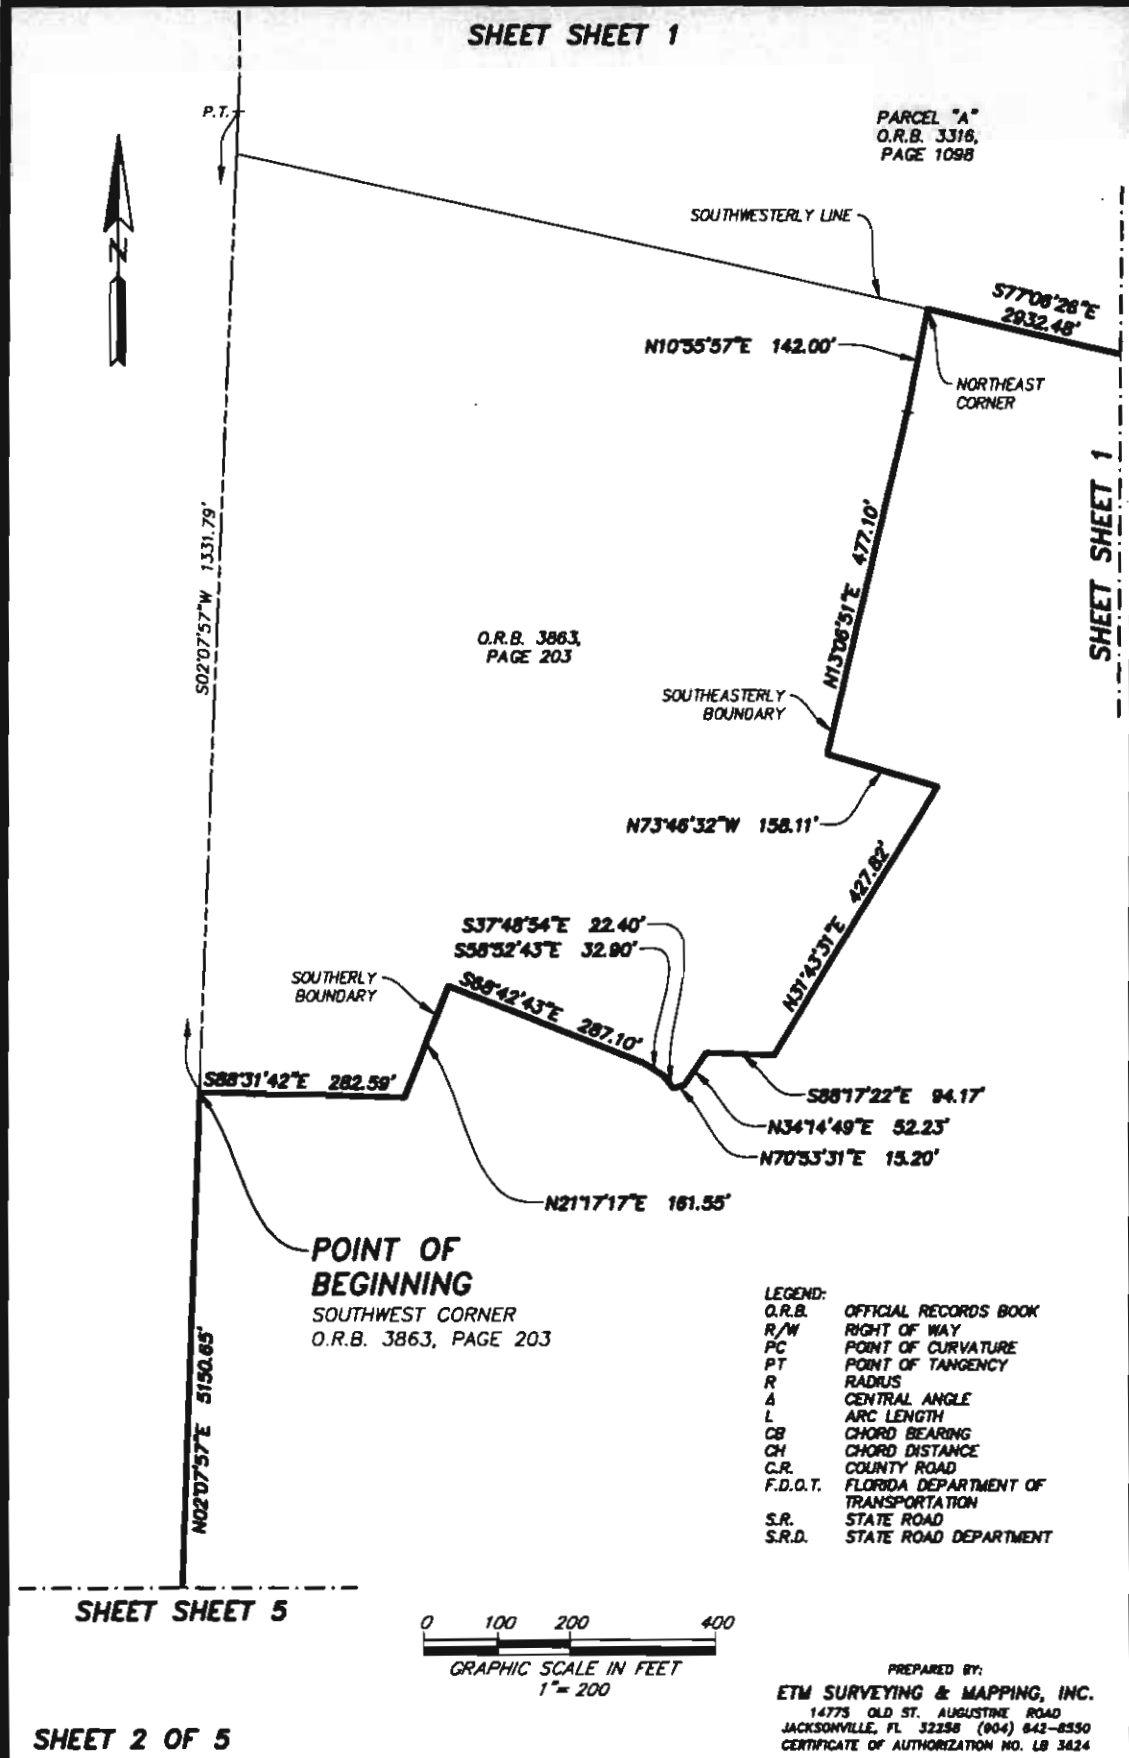 SHEET SHEET 1
P.T.
PARCEL "A"
O.R.B. 3316,
PAGE 1098
N
SOUTHWESTERLY LINE
S77°08'26"E
2932.48'
N10°55'57"E 142.00'
NORTHEAST
CORNER
SHEET SHEET 1
S02°07'57"W 1331.79'
N13°06'51"E 477.10'
O.R.B. 3863,
PAGE 203
SOUTHEASTERLY
BOUNDARY
N73°46'32"W 158.11'
N31°43'31"E 427.82'
S37°48'54"E 22.40'
S58°52'43"E 32.90'
SOUTHERLY
BOUNDARY
S68°42'43"E 287.10'
S88°31'42"E 282.59'
S88°17'22"E 94.17'
N34°14'49"E 52.23'
N70°53'31"E 15.20'
N21°17'17"E 161.55'
POINT OF
BEGINNING
SOUTHWEST CORNER
O.R.B. 3863, PAGE 203
N02°07'57"E 5150.65'
LEGEND:
O.R.B. OFFICIAL RECORDS BOOK
R/W RIGHT OF WAY
PC POINT OF CURVATURE
PT POINT OF TANGENCY
R RADIUS
Δ CENTRAL ANGLE
L ARC LENGTH
CB CHORD BEARING
CH CHORD DISTANCE
C.R. COUNTY ROAD
F.D.O.T. FLORIDA DEPARTMENT OF
TRANSPORTATION
S.R. STATE ROAD
S.R.D. STATE ROAD DEPARTMENT
SHEET SHEET 5
0 100 200 400
GRAPHIC SCALE IN FEET
1"= 200
PREPARED BY:
ETM SURVEYING & MAPPING, INC.
14775 OLD ST. AUGUSTINE ROAD
JACKSONVILLE, FL 32258 (904) 642-8550
CERTIFICATE OF AUTHORIZATION NO. LB 3624
SHEET 2 OF 5